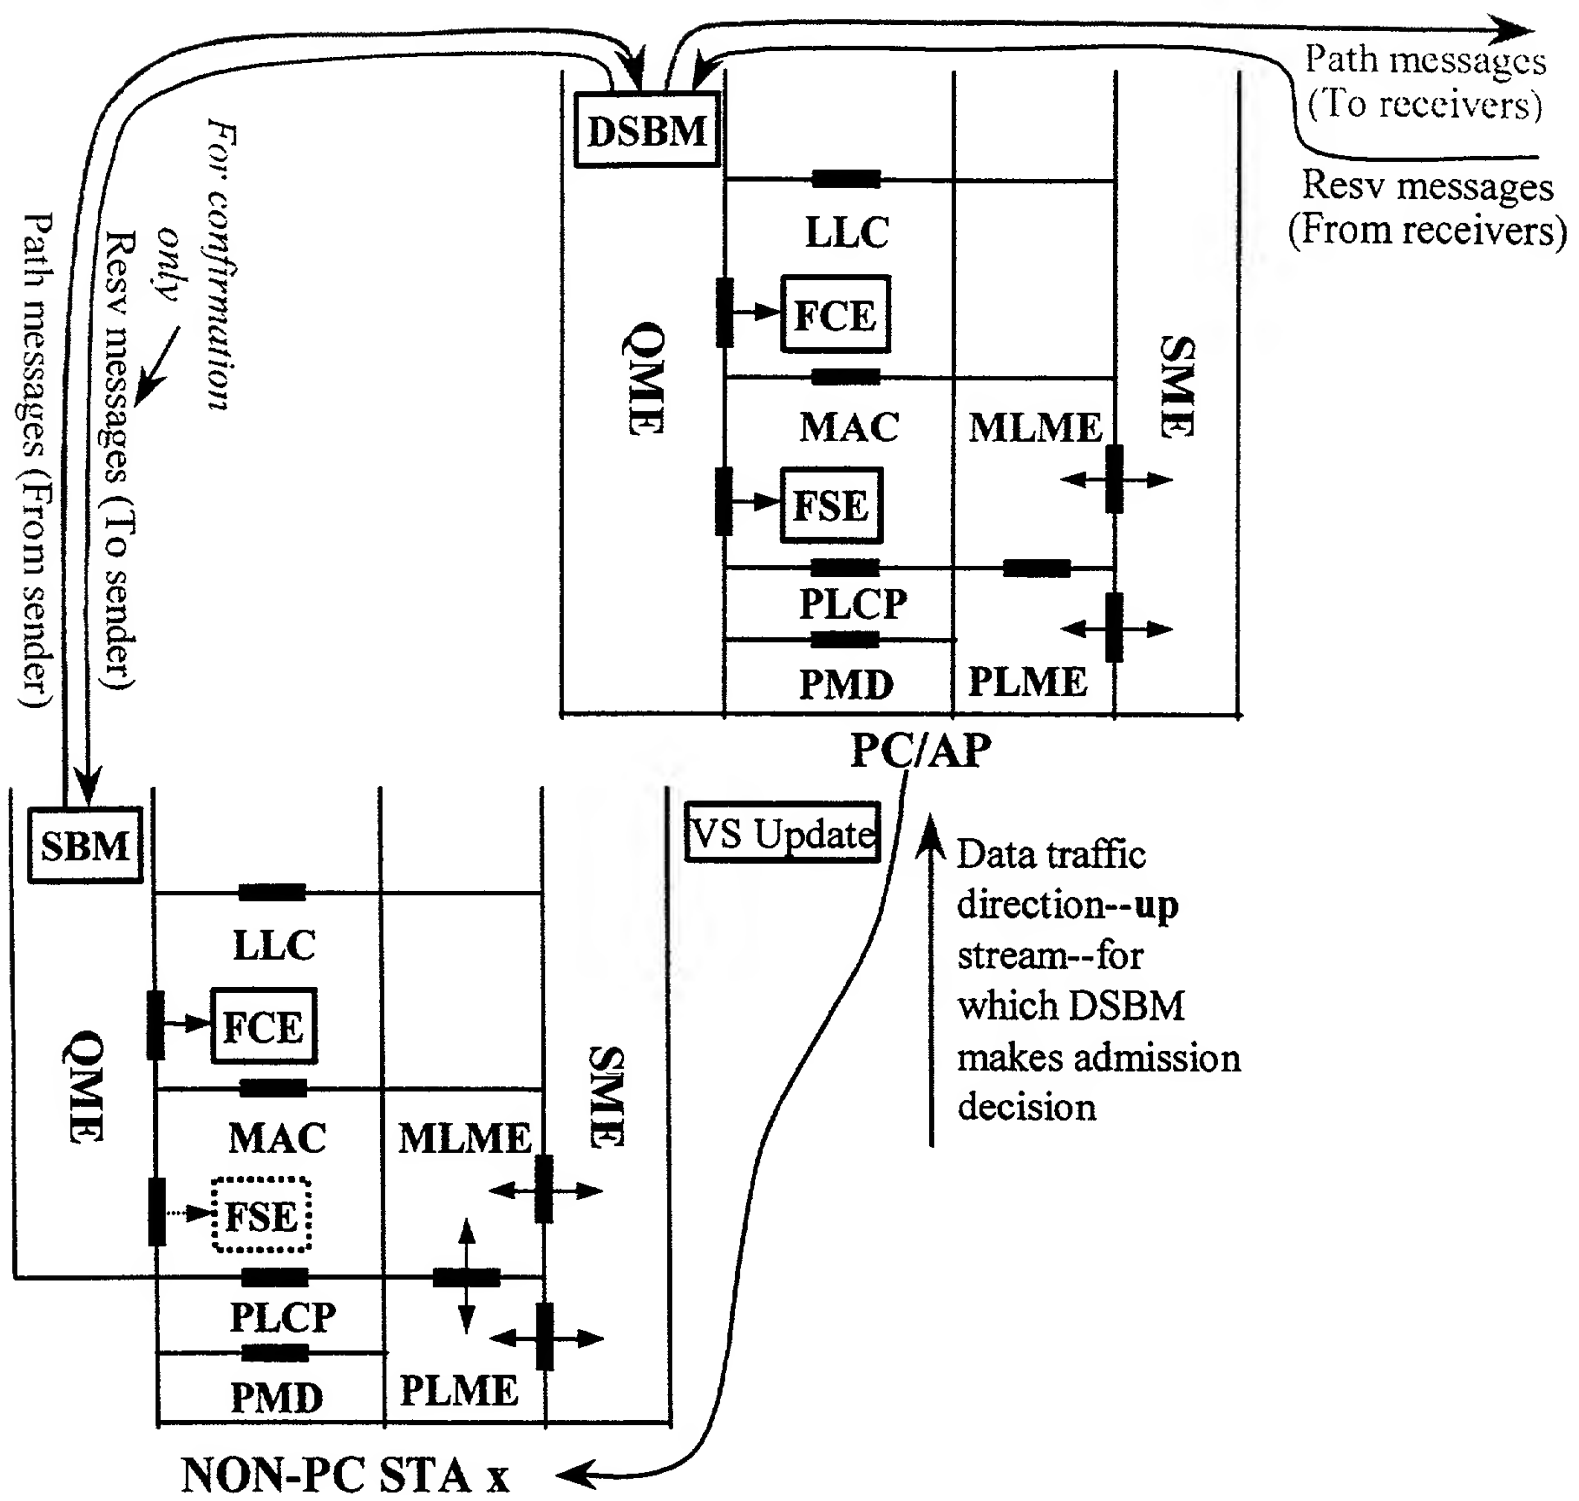 Path messages
(To receivers)
Resv messages
(From receivers)
DSBM
LLC
FCE
QME
SME
MAC
MLME
FSE
PLCP
PMD
PLME
PC/AP
For confirmation
only
Resv messages (To sender)
Path messages (From sender)
VS Update
Data traffic
direction--up
stream--for
which DSBM
makes admission
decision
SBM
LLC
FCE
QME
SME
MAC
MLME
FSE
PLCP
PMD
PLME
NON-PC STA x